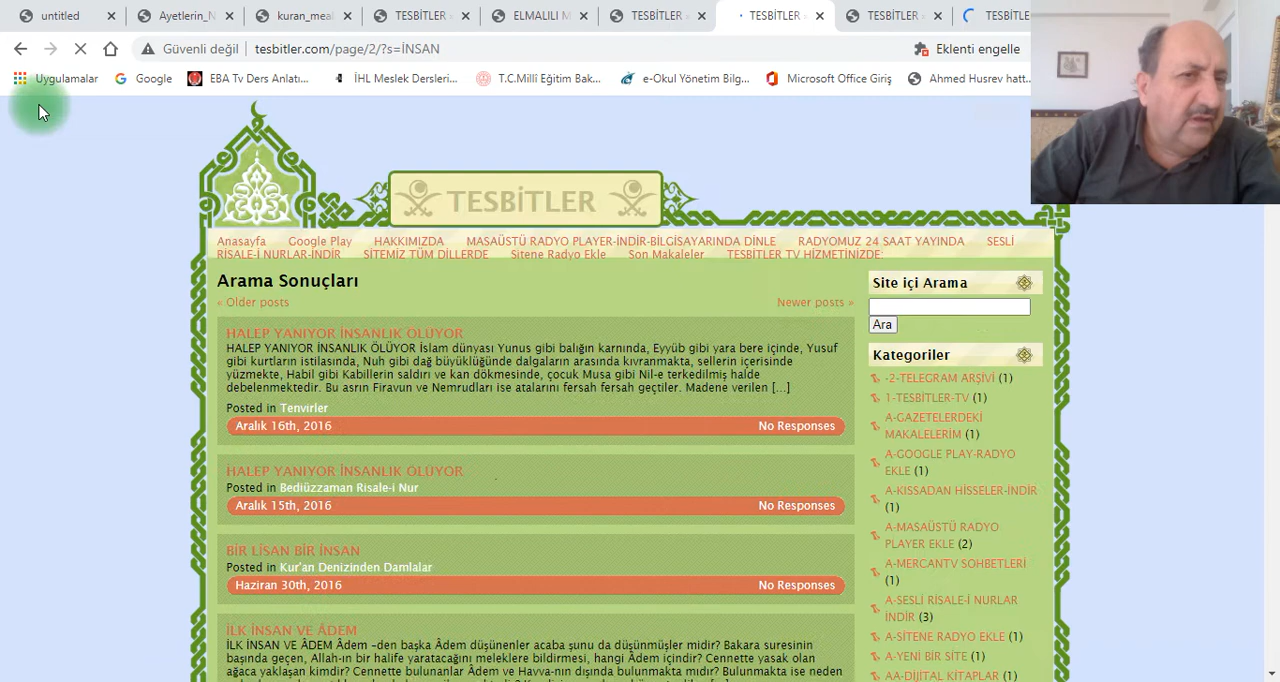 untitled
Ayetlerin_N
kuran_mea
TESBİTLER
ELMALILI M
TESBİTLER
TESBİTLER
TESBİTLER
TESBİTLE
Güvenli değil
tesbitler.com/page/2/?s=İNSAN
Eklenti engelle
Uygulamalar
Google
EBA Tv Ders Anlatı...
İHL Meslek Dersleri...
T.C.Millî Eğitim Bak...
e-Okul Yönetim Bilg...
Microsoft Office Giriş
Ahmed Husrev hatt...
TESBİTLER
Anasayfa Google Play HAKKIMIZDA MASAÜSTÜ RADYO PLAYER-İNDİR-BİLGİSAYARINDA DİNLE RADYOMUZ 24 SAAT YAYINDA SESLİ
RİSALE-İ NURLAR-İNDİR SİTEMİZ TÜM DİLLERDE Sitene Radyo Ekle Son Makaleler TESBİTLER TV HİZMETİNİZDE:
Arama Sonuçları
« Older posts
Newer posts »
HALEP YANIYOR İNSANLIK ÖLÜYOR
HALEP YANIYOR İNSANLIK ÖLÜYOR İslam dünyası Yunus gibi balığın karnında, Eyyüb gibi yara bere içinde, Yusuf
gibi kurtların istilasında, Nuh gibi dağ büyüklüğünde dalgaların arasında kıvranmakta, sellerin içerisinde
yüzmekte, Habil gibi Kabillerin saldırı ve kan dökmesinde, çocuk Musa gibi Nil-e terkedilmiş halde
debelenmektedir. Bu asrın Firavun ve Nemrudları ise atalarını fersah fersah geçtiler. Madene verilen [...]
Posted in Tenvirler
Aralık 16th, 2016
No Responses
HALEP YANIYOR İNSANLIK ÖLÜYOR
Posted in Bediüzzaman Risale-i Nur
Aralık 15th, 2016
No Responses
BİR LİSAN BİR İNSAN
Posted in Kur'an Denizinden Damlalar
Haziran 30th, 2016
No Responses
İLK İNSAN VE ÂDEM
İLK İNSAN VE ÂDEM Âdem –den başka Âdem düşünenler acaba şunu da düşünmüşler midir? Bakara suresinin
başında geçen, Allah-ın bir halife yaratacağını meleklere bildirmesi, hangi Âdem içindir? Cennette yasak olan
ağaca yaklaşan kimdir? Cennette bulunanlar Âdem ve Havva-nın dışında bulunmakta mıdır? Bulunmakta ise neden
Site içi Arama
Ara
Kategoriler
-2-TELEGRAM ARŞİVİ (1)
1-TESBİTLER-TV (1)
A-GAZETELERDEKİ
MAKALELERİM (1)
A-GOOGLE PLAY-RADYO
EKLE (1)
A-KISSADAN HİSSELER-İNDİR
(1)
A-MASAÜSTÜ RADYO
PLAYER EKLE (2)
A-MERCANTV SOHBETLERİ
(1)
A-SESLİ RİSALE-İ NURLAR
İNDİR (3)
A-SİTENE RADYO EKLE (1)
A-YENİ BİR SİTE (1)
AA-DİJİTAL KİTAPLAR (1)